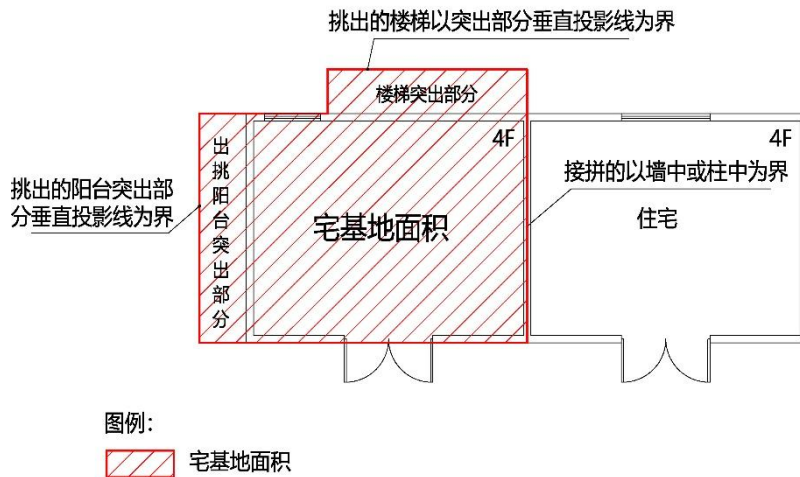 挑出的楼梯以突出部分垂直投影线为界
楼梯突出部分
4F
4F
出挑阳台突出部分
挑出的阳台突出部
分垂直投影线为界
接拼的以墙中或柱中为界
宅基地面积
住宅
图例：
宅基地面积